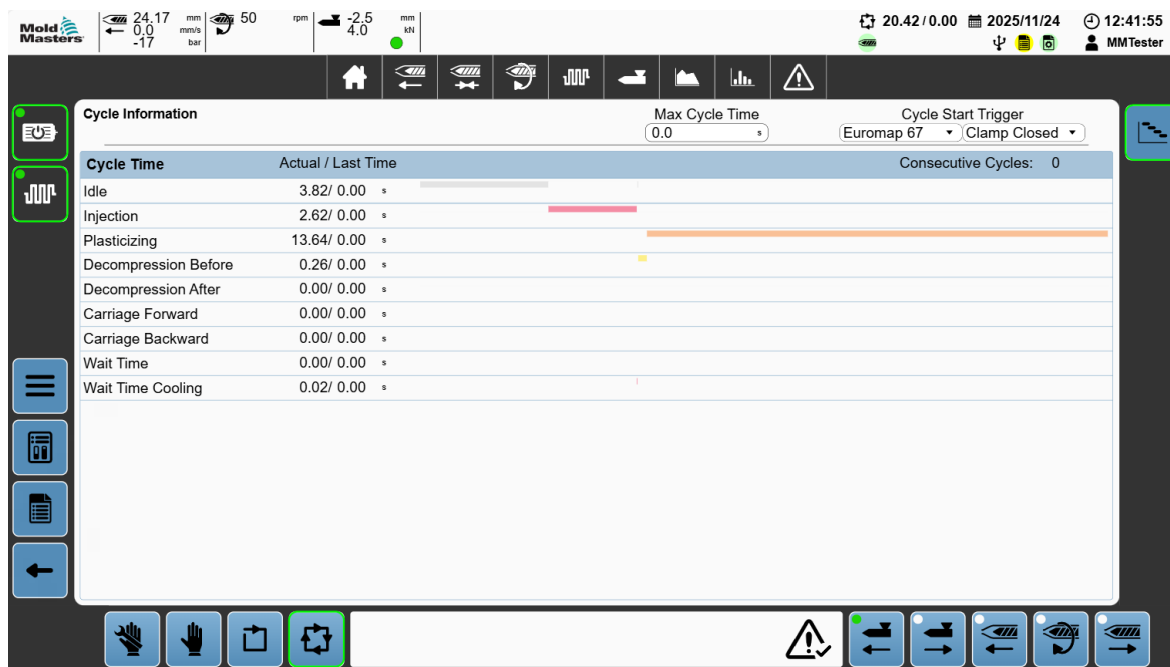 Mold Masters
24.17 mm
0.0 mm/s
-17 bar
50 rpm
-2.5 mm
4.0 kN
20.42 / 0.00
2025/11/24
12:41:55
MMTester
Cycle Information
Max Cycle Time
0.0 s
Cycle Start Trigger
Euromap 67
Clamp Closed
Cycle Time Actual / Last Time Consecutive Cycles: 0
Idle 3.82/ 0.00 s
Injection 2.62/ 0.00 s
Plasticizing 13.64/ 0.00 s
Decompression Before 0.26/ 0.00 s
Decompression After 0.00/ 0.00 s
Carriage Forward 0.00/ 0.00 s
Carriage Backward 0.00/ 0.00 s
Wait Time 0.00/ 0.00 s
Wait Time Cooling 0.02/ 0.00 s